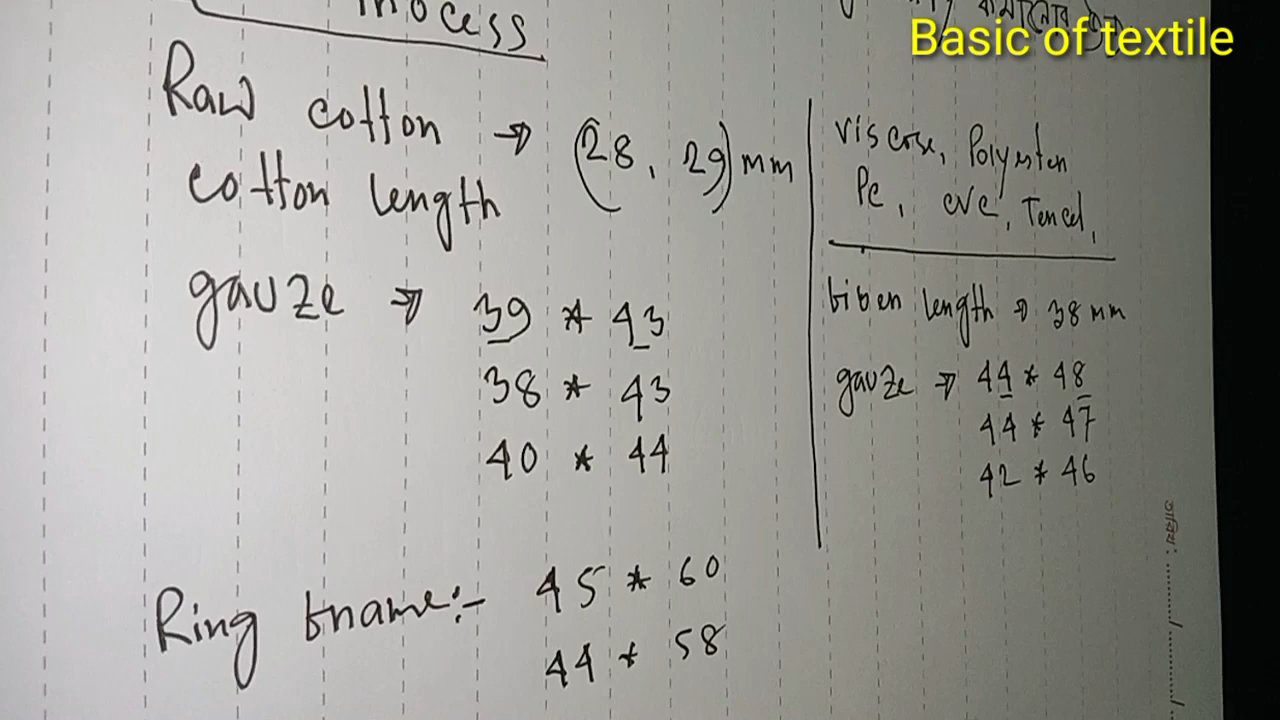 Process
Basic of textile
Raw cotton ⇒ (28, 29) mm
cotton length
gauze ⇒ 39 * 43
38 * 43
40 * 44
viscose, Polyester
PC, CVC, Tencel,
fiber length ⇒ 38 mm
gauze ⇒ 44 * 48
44 * 47
42 * 46
Ring frame:- 45 * 60
44 * 58